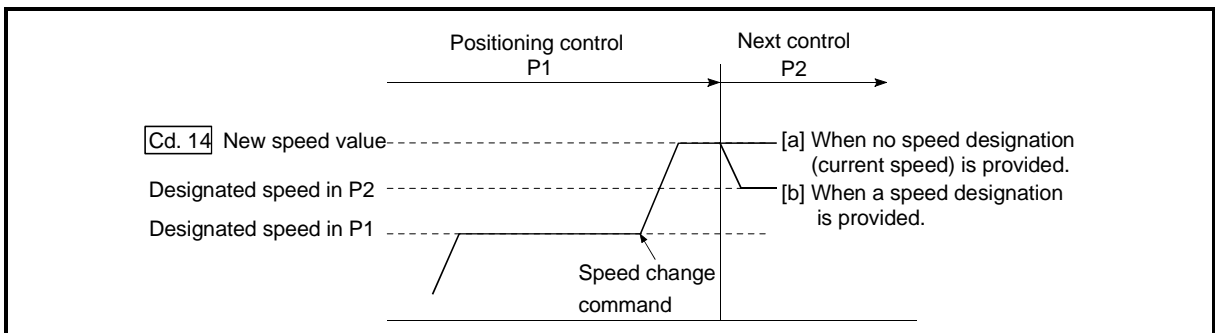 Positioning control
P1
Next control
P2
Cd. 14 New speed value
[a] When no speed designation
(current speed) is provided.
Designated speed in P2
[b] When a speed designation
is provided.
Designated speed in P1
Speed change
command